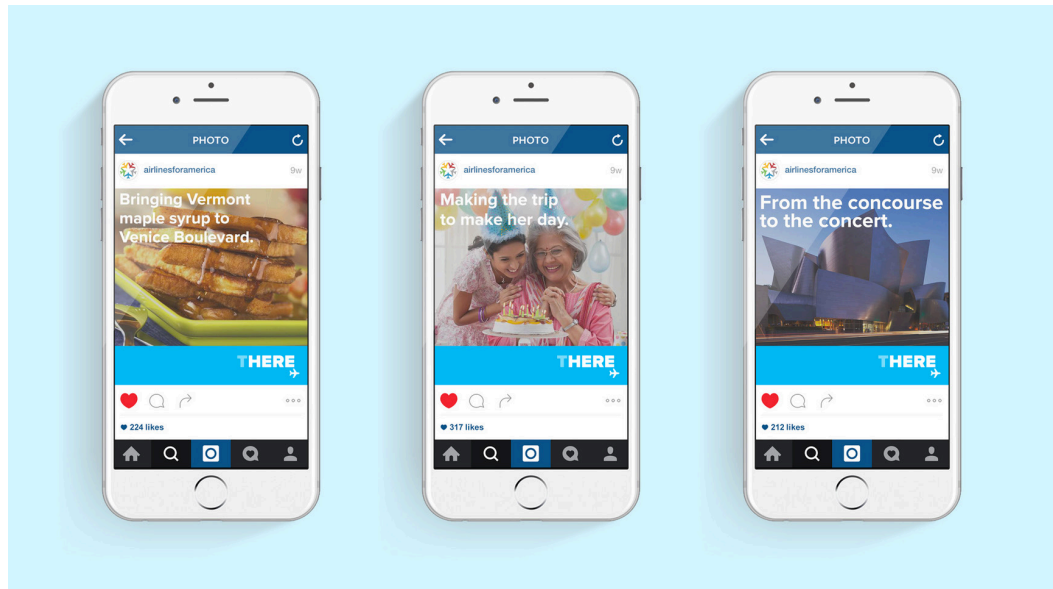 PHOTO
airlinesforamerica
9w
Bringing Vermont
maple syrup to
Venice Boulevard.
THERE
224 likes
PHOTO
airlinesforamerica
9w
Making the trip
to make her day.
THERE
317 likes
PHOTO
airlinesforamerica
9w
From the concourse
to the concert.
THERE
212 likes